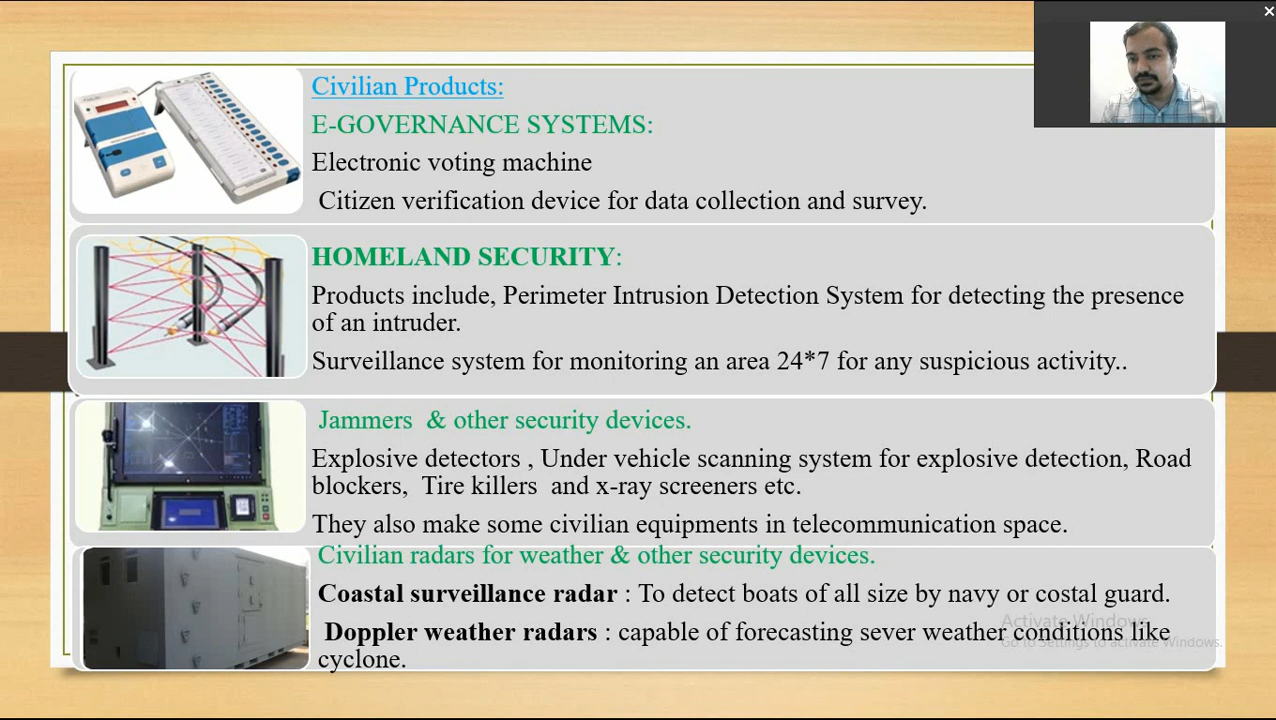 Civilian Products:
E-GOVERNANCE SYSTEMS:
Electronic voting machine
Citizen verification device for data collection and survey.
HOMELAND SECURITY:
Products include, Perimeter Intrusion Detection System for detecting the presence
of an intruder.
Surveillance system for monitoring an area 24*7 for any suspicious activity..
Jammers & other security devices.
Explosive detectors , Under vehicle scanning system for explosive detection, Road
blockers, Tire killers and x-ray screeners etc.
They also make some civilian equipments in telecommunication space.
Civilian radars for weather & other security devices.
Coastal surveillance radar : To detect boats of all size by navy or costal guard.
Doppler weather radars : capable of forecasting sever weather conditions like
cyclone.
Activate Windows
Go to Settings to activate Windows.